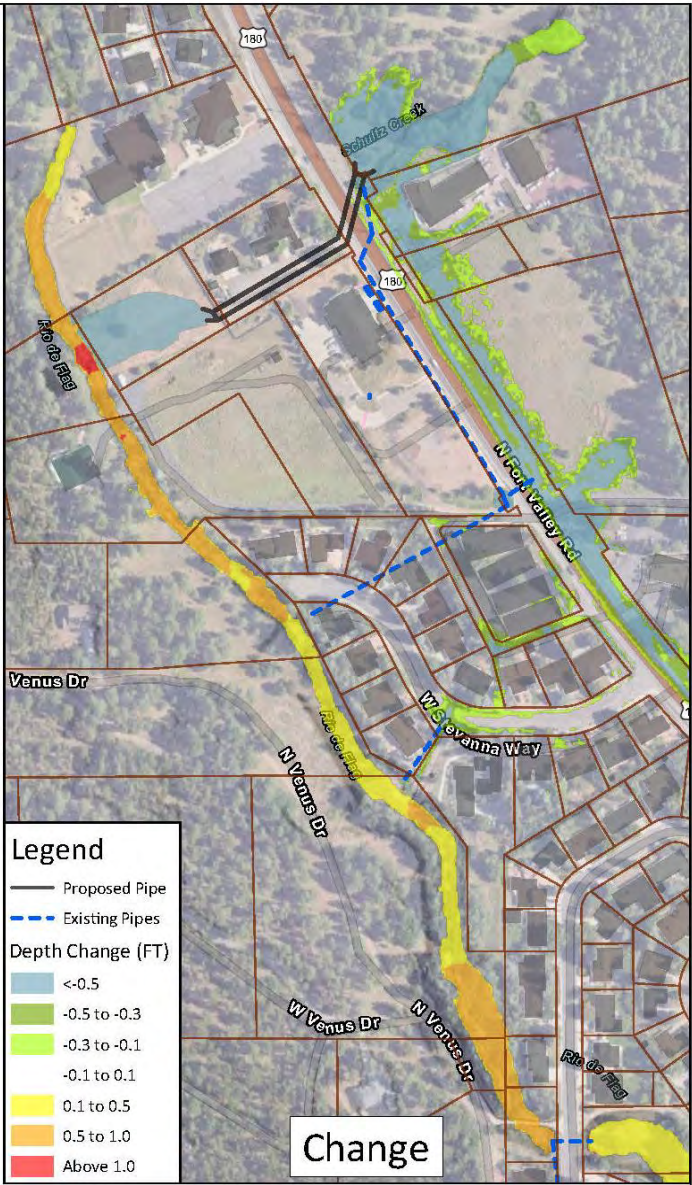 180
Schultz Creek
180
Rio de Flag
N Fort Valley Rd
Venus Dr
W Stevanna Way
Rio de Flag
N Venus Dr
Legend
Proposed Pipe
Existing Pipes
Depth Change (FT)
<-0.5
-0.5 to -0.3
-0.3 to -0.1
-0.1 to 0.1
0.1 to 0.5
0.5 to 1.0
Above 1.0
W Venus Dr
N Venus Dr
Rio de Flag
Change